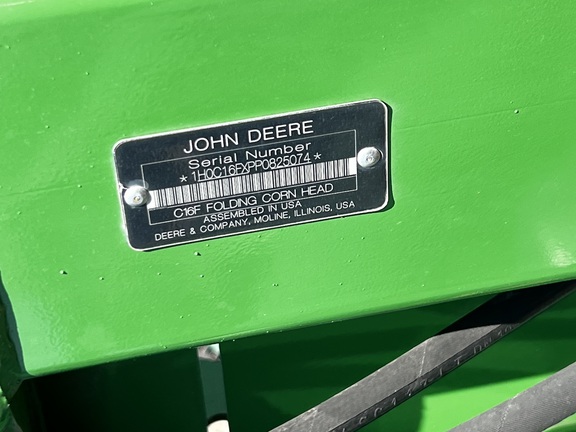 JOHN DEERE
Serial Number
*1H0C16FXPP0825074*
C16F FOLDING CORN HEAD
ASSEMBLED IN USA
DEERE & COMPANY, MOLINE, ILLINOIS, USA